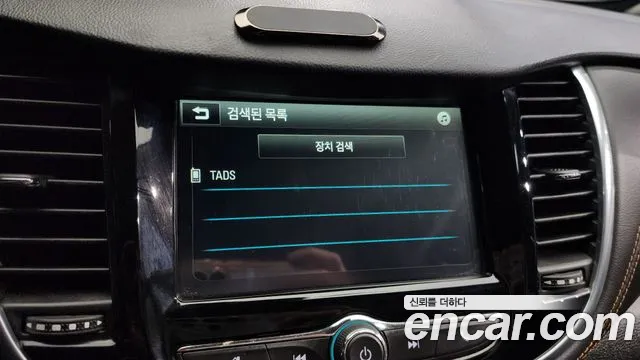 검색된 목록
장치 검색
TADS
신뢰를 더하다
encar.com